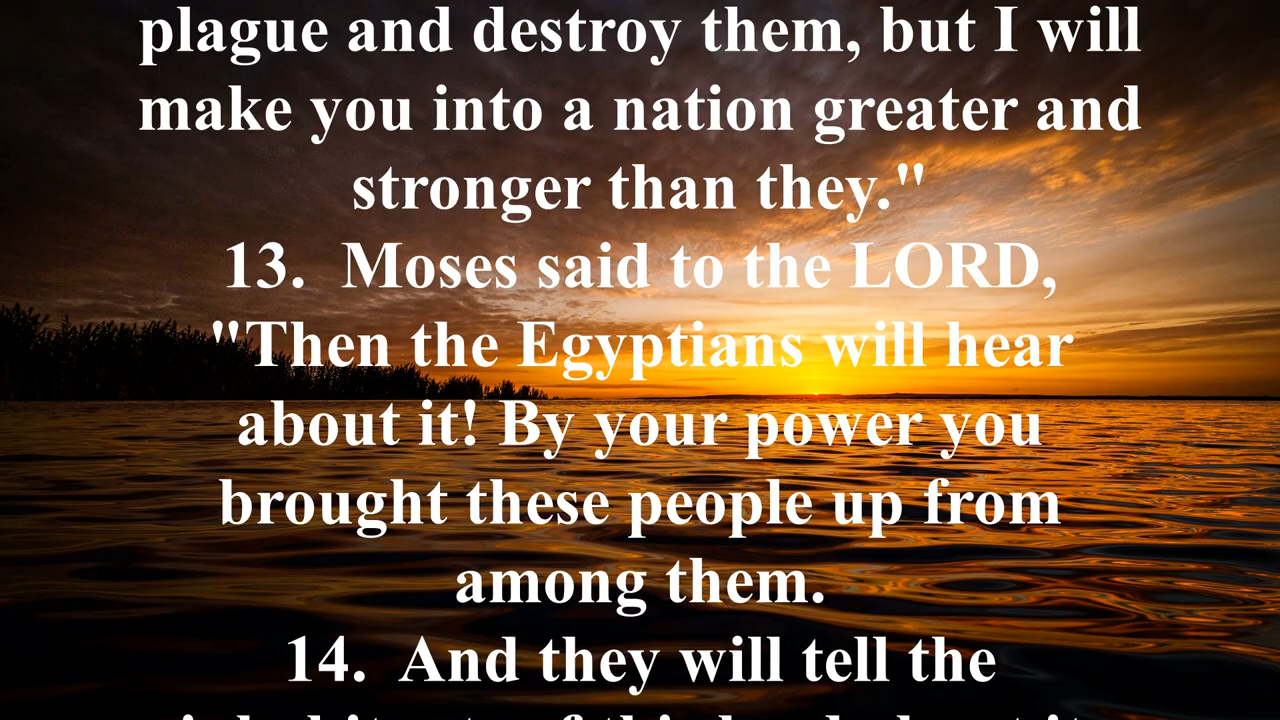 plague and destroy them, but I will
make you into a nation greater and
stronger than they."
13.  Moses said to the LORD,
"Then the Egyptians will hear
about it! By your power you
brought these people up from
among them.
14.  And they will tell the